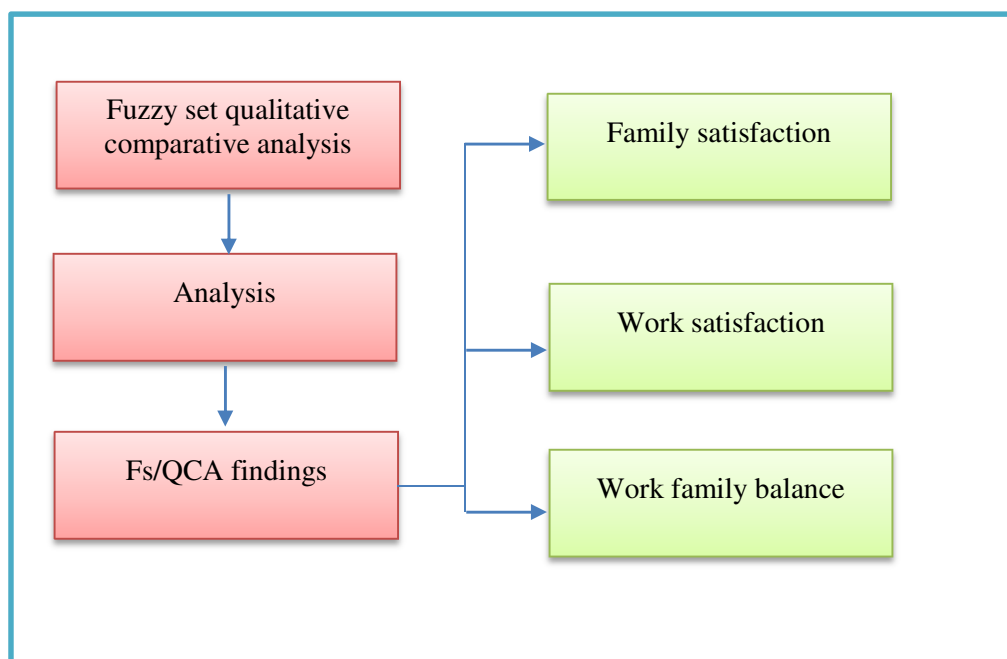 Fuzzy set qualitative
comparative analysis
Analysis
Fs/QCA findings
Family satisfaction
Work satisfaction
Work family balance